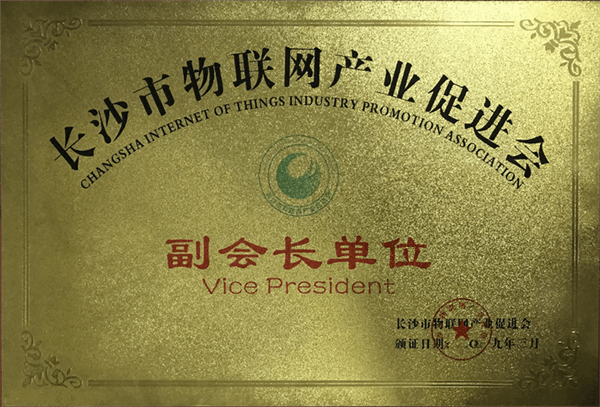 长沙市物联网产业促进会
CHANGSHA INTERNET OF THINGS INDUSTRY PROMOTION ASSOCIATION
副会长单位
Vice President
长沙市物联网产业促进会
颁证日期: 〇 九年三月